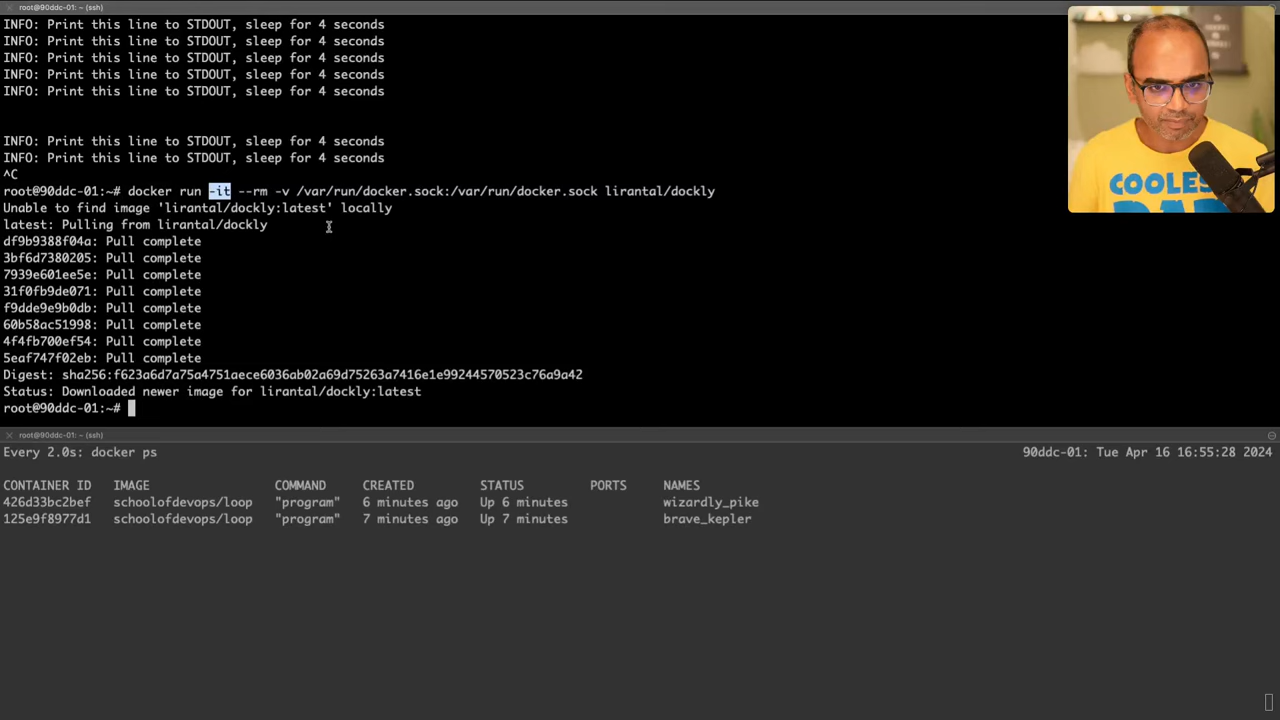 root@90ddc-01: ~ (ssh)
INFO: Print this line to STDOUT, sleep for 4 seconds
INFO: Print this line to STDOUT, sleep for 4 seconds
INFO: Print this line to STDOUT, sleep for 4 seconds
INFO: Print this line to STDOUT, sleep for 4 seconds
INFO: Print this line to STDOUT, sleep for 4 seconds
INFO: Print this line to STDOUT, sleep for 4 seconds
INFO: Print this line to STDOUT, sleep for 4 seconds
^C
root@90ddc-01:~# docker run -it --rm -v /var/run/docker.sock:/var/run/docker.sock lirantal/dockly
Unable to find image 'lirantal/dockly:latest' locally
latest: Pulling from lirantal/dockly
df9b9388f04a: Pull complete
3bf6d7380205: Pull complete
7939e601ee5e: Pull complete
31f0fb9de071: Pull complete
f9dde9e9b0db: Pull complete
60b58ac51998: Pull complete
4f4fb700ef54: Pull complete
5eaf747f02eb: Pull complete
Digest: sha256:f623a6d7a75a4751aece6036ab02a69d75263a7416e1e99244570523c76a9a42
Status: Downloaded newer image for lirantal/dockly:latest
root@90ddc-01:~#
COOLES
DAD
root@90ddc-01: ~ (ssh)
Every 2.0s: docker ps 90ddc-01: Tue Apr 16 16:55:28 2024
CONTAINER ID IMAGE COMMAND CREATED STATUS PORTS NAMES
426d33bc2bef schoolofdevops/loop "program" 6 minutes ago Up 6 minutes wizardly_pike
125e9f8977d1 schoolofdevops/loop "program" 7 minutes ago Up 7 minutes brave_kepler